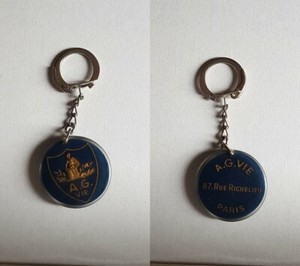 A.G.
VIE
A.G.VIE
87, RUE RICHELIEU
PARIS